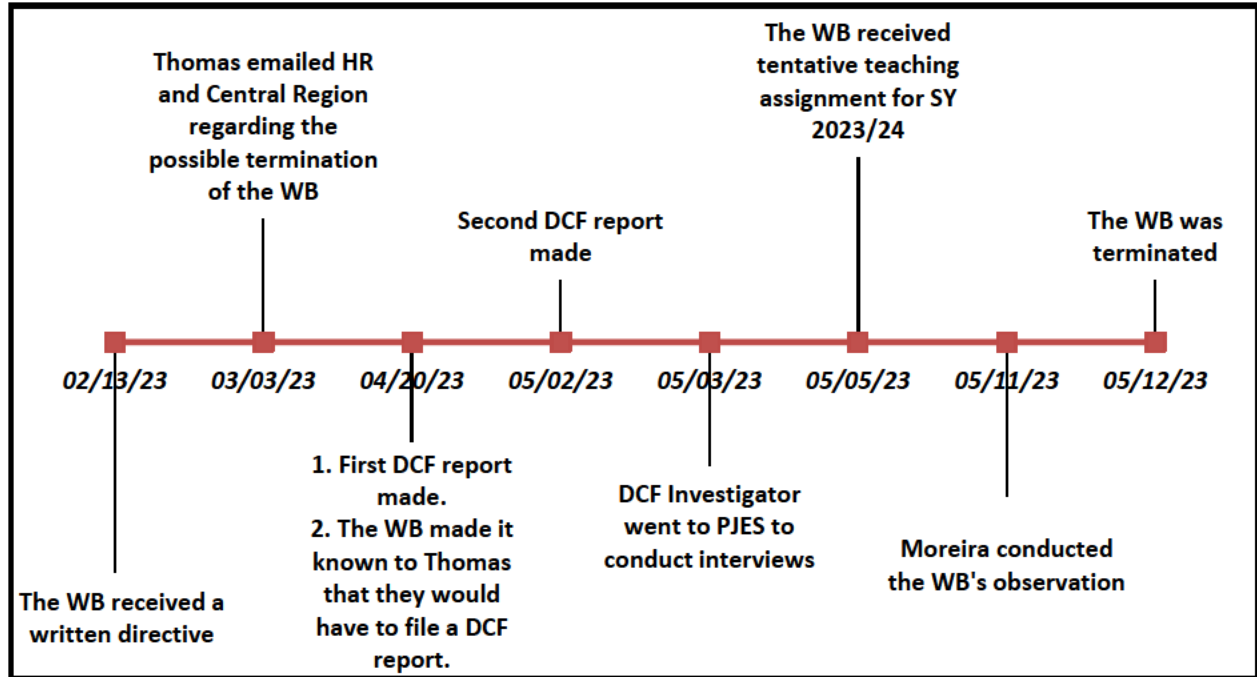 Thomas emailed HR
and Central Region
regarding the
possible termination
of the WB
Second DCF report
made
The WB received
tentative teaching
assignment for SY
2023/24
The WB was
terminated
02/13/23
03/03/23
04/20/23
05/02/23
05/03/23
05/05/23
05/11/23
05/12/23
The WB received a
written directive
1. First DCF report
made.
2. The WB made it
known to Thomas
that they would
have to file a DCF
report.
DCF Investigator
went to PJES to
conduct interviews
Moreira conducted
the WB's observation